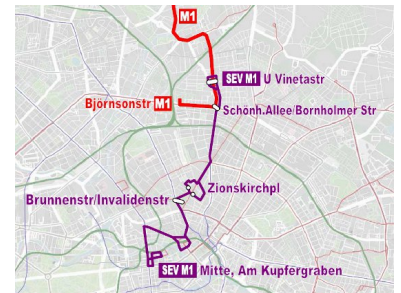 M1
SEV M1 U Vinetastr
Björnsonstr M1
Schönh.Allee/Bornholmer Str
Zionskirchpl
Brunnenstr/Invalidenstr
SEV M1 Mitte, Am Kupfergraben